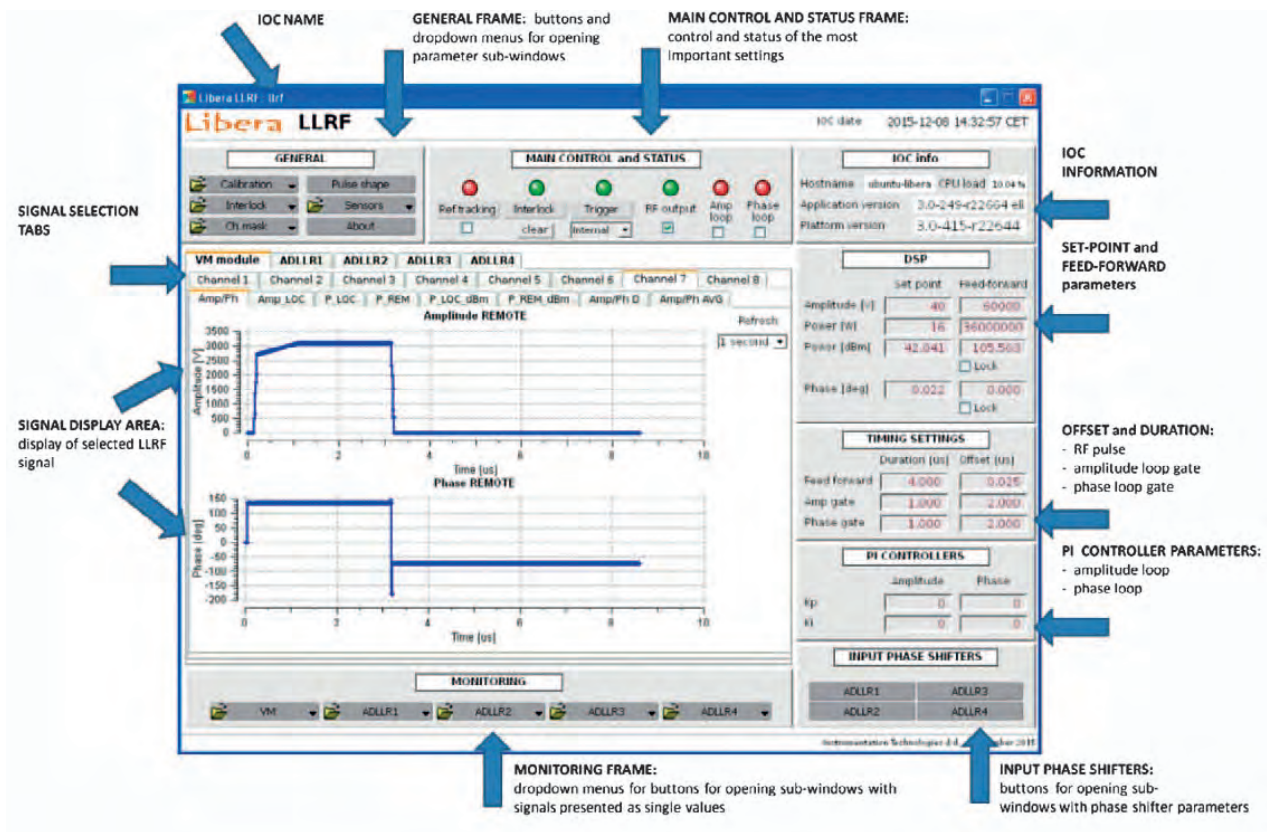 IOC NAME
GENERAL FRAME: buttons and
dropdown menus for opening
parameter sub-windows
MAIN CONTROL AND STATUS FRAME:
control and status of the most
Important settings
Libera LLRF : llrf
Libera LLRF
IOC date 2015-12-08 14:32:57 CET
GENERAL
Calibration
Pulse shape
Interlock
Sensors
Ch mask
About
MAIN CONTROL and STATUS
Ref tracking
Interlock
Trigger
RF output
Amp
loop
Phase
loop
clear
Internal
IOC info
Hostname ubuntu-libera CPU load 10.04 %
Application version 3.0-249-r22664 ell
Platform version 3.0-415-r22644
IOC
INFORMATION
SIGNAL SELECTION
TABS
VM module ADLLR1 ADLLR2 ADLLR3 ADLLR4
Channel 1 Channel 2 Channel 3 Channel 4 Channel 5 Channel 6 Channel 7 Channel 8
Amp/Ph Amp_LOC P_LOC P_REM P_LOC_dBm P_REM_dBm Amp/Ph D Amp/Ph AVG
Amplitude REMOTE
Refresh
1 second
Amplitude [V]
3500
3000
2500
2000
1500
1000
500
0
0 2 4 6 8 10
Time [us]
Phase REMOTE
Phase [deg]
150
100
50
0
-50
-100
-150
-200
0 2 4 6 8 10
Time [us]
SIGNAL DISPLAY AREA:
display of selected LLRF
signal
DSP
Set point Feed-forward
Amplitude [V] 40 60000
Power [W] 16 36000000
Power [dBm] 42.041 105.563
Lock
Phase [deg] 0.022 0.000
Lock
SET-POINT and
FEED-FORWARD
parameters
TIMING SETTINGS
Duration [us] Offset [us]
Feed forward 4.000 0.025
Amp gate 1.000 2.000
Phase gate 1.000 2.000
OFFSET and DURATION:
- RF pulse
- amplitude loop gate
- phase loop gate
PI CONTROLLERS
Amplitude Phase
Kp 0 0
Ki 0 0
PI CONTROLLER PARAMETERS:
- amplitude loop
- phase loop
INPUT PHASE SHIFTERS
ADLLR1 ADLLR3
ADLLR2 ADLLR4
MONITORING
VM ADLLR1 ADLLR2 ADLLR3 ADLLR4
Instrumentation Technologies d.d. 2015
MONITORING FRAME:
dropdown menus for buttons for opening sub-windows with
signals presented as single values
INPUT PHASE SHIFTERS:
buttons for opening sub-
windows with phase shifter parameters